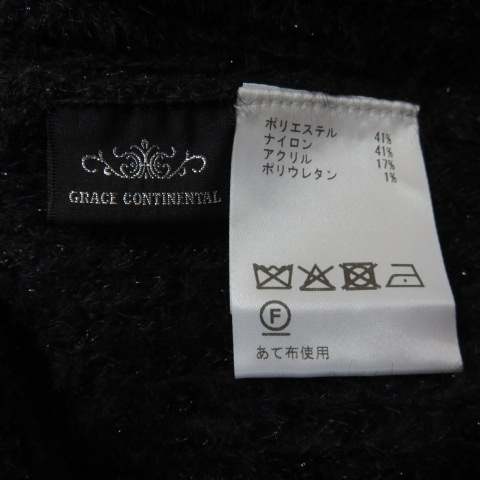 GRACE CONTINENTAL
ポリエステル 41%
ナイロン 41%
アクリル 17%
ポリウレタン 1%
F
あて布使用